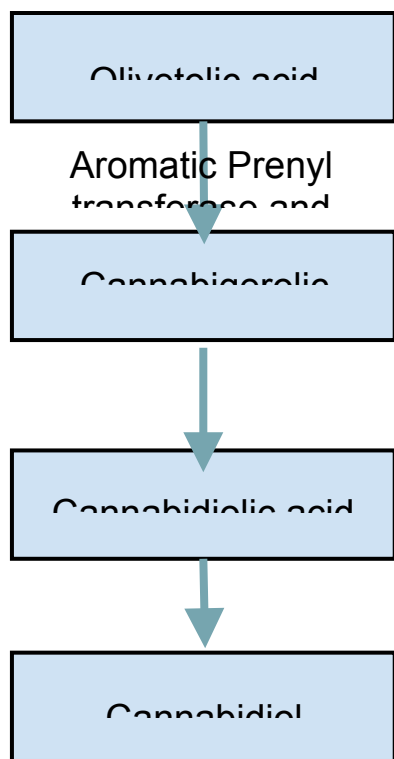 Olivetolic acid
Aromatic Prenyl
transferase and
Cannabigerolic
Cannabidiolic acid
Cannabidiol